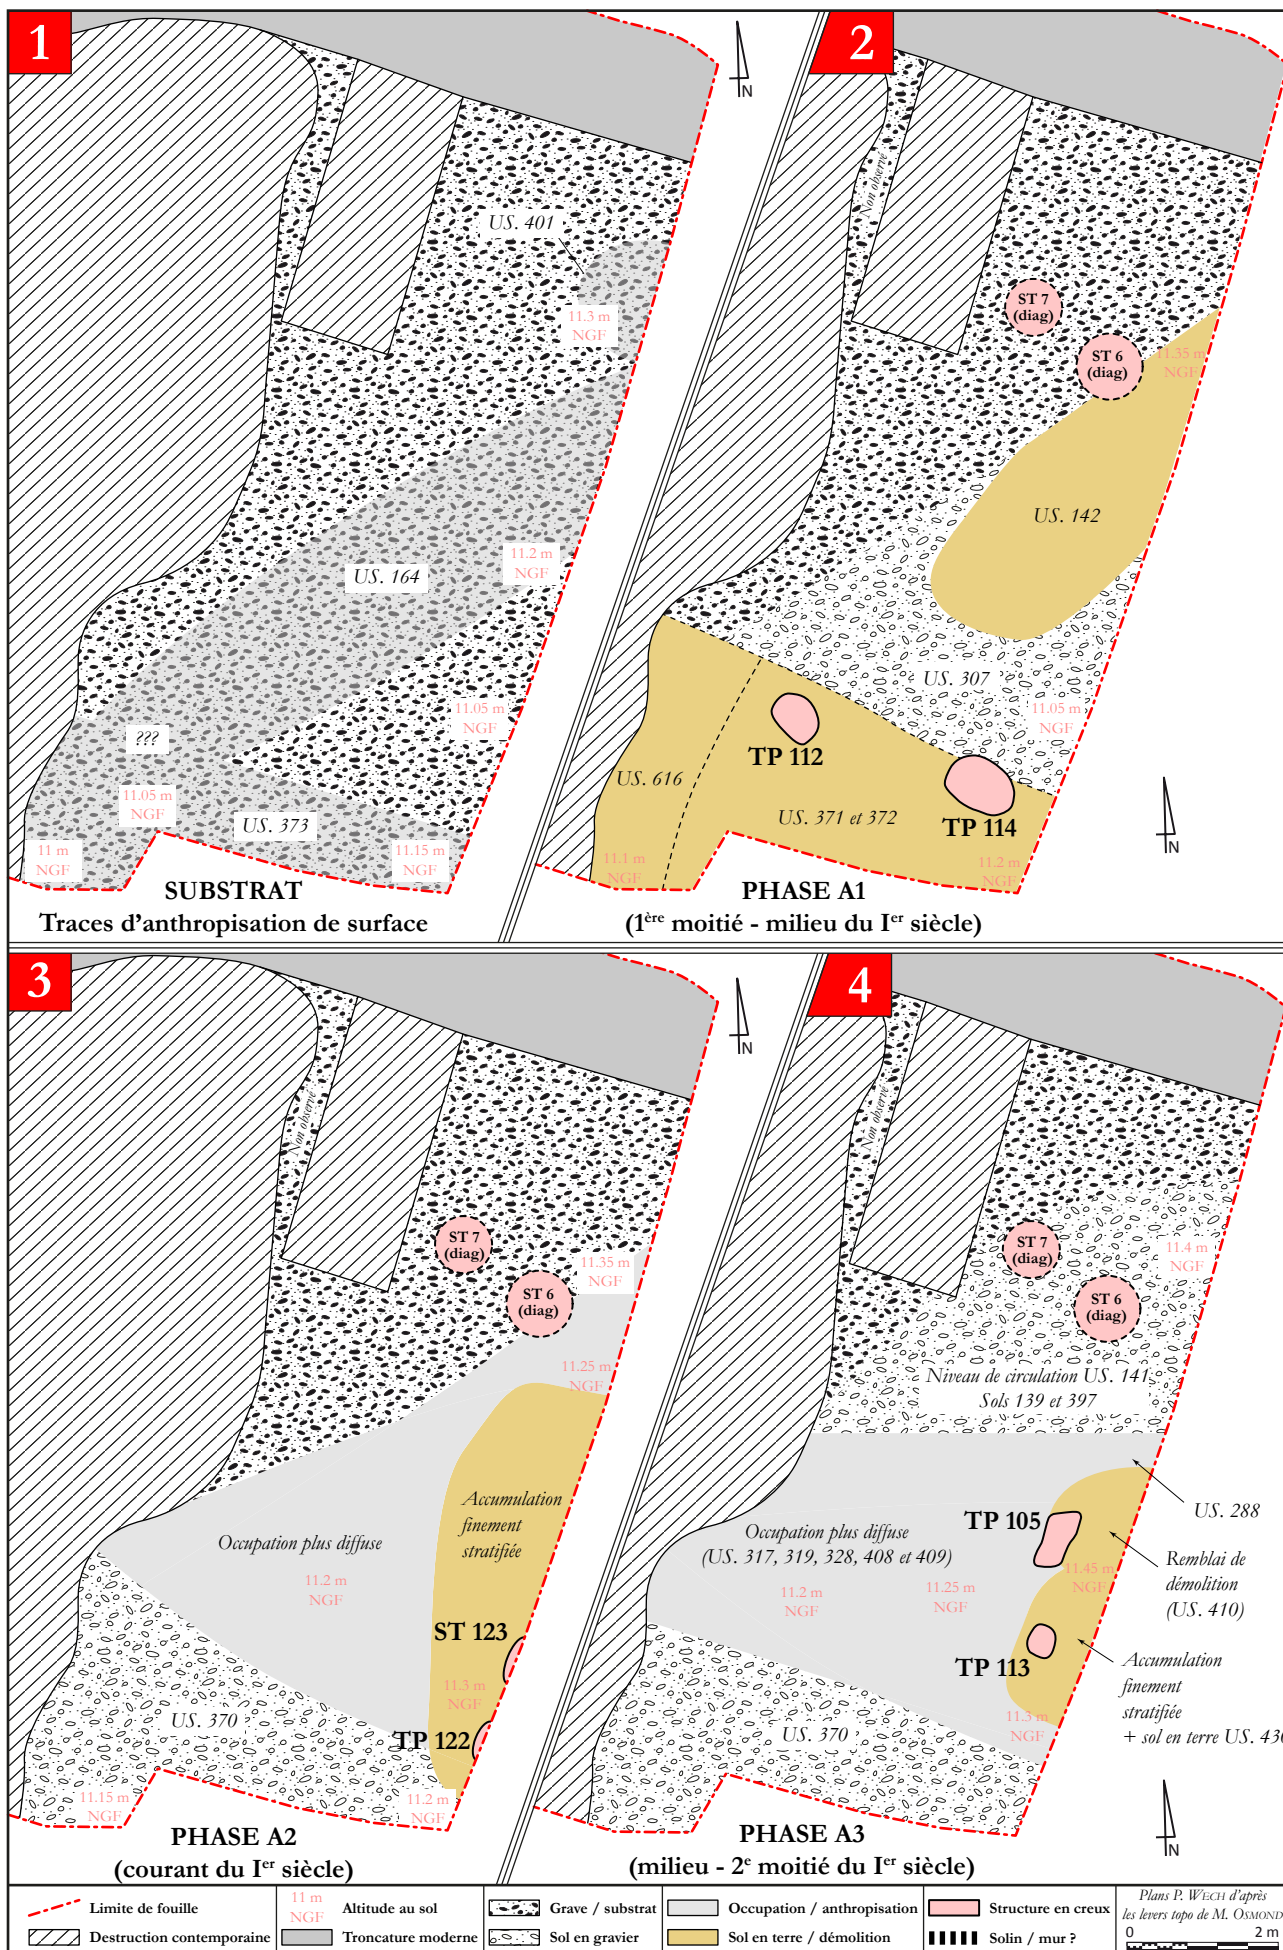 1
N
US. 401
11.3 m
NGF
11.2 m
NGF
US. 164
11.05 m
NGF
???
11.05 m
NGF
US. 373
11 m
NGF
11.15 m
NGF
SUBSTRAT
Traces d'anthropisation de surface
2
Non observé
ST 7
(diag)
ST 6
(diag)
11.35 m
NGF
US. 142
US. 307
11.05 m
NGF
TP 112
US. 616
US. 371 et 372
TP 114
11.1 m
NGF
11.2 m
NGF
N
PHASE A1
(1ère moitié - milieu du Ier siècle)
3
N
Non observé
ST 7
(diag)
11.35 m
NGF
ST 6
(diag)
11.25 m
NGF
Accumulation
finement
stratifiée
Occupation plus diffuse
11.2 m
NGF
ST 123
11.3 m
NGF
US. 370
TP 122
11.15 m
NGF
11.2 m
NGF
PHASE A2
(courant du Ier siècle)
4
Non observé
ST 7
(diag)
11.4 m
NGF
ST 6
(diag)
Niveau de circulation US. 141
Sols 139 et 397
US. 288
TP 105
Occupation plus diffuse
(US. 317, 319, 328, 408 et 409)
11.45 m
NGF
Remblai de
démolition
(US. 410)
11.2 m
NGF
11.25 m
NGF
TP 113
Accumulation
finement
stratifiée
+ sol en terre US. 430
11.3 m
NGF
US. 370
N
PHASE A3
(milieu - 2e moitié du Ier siècle)
Limite de fouille
Destruction contemporaine
11 m
NGF
Altitude au sol
Troncature moderne
Grave / substrat
Sol en gravier
Occupation / anthropisation
Sol en terre / démolition
Structure en creux
Solin / mur ?
Plans P. WECH d'après
les levers topo de M. OSMOND
0 2 m